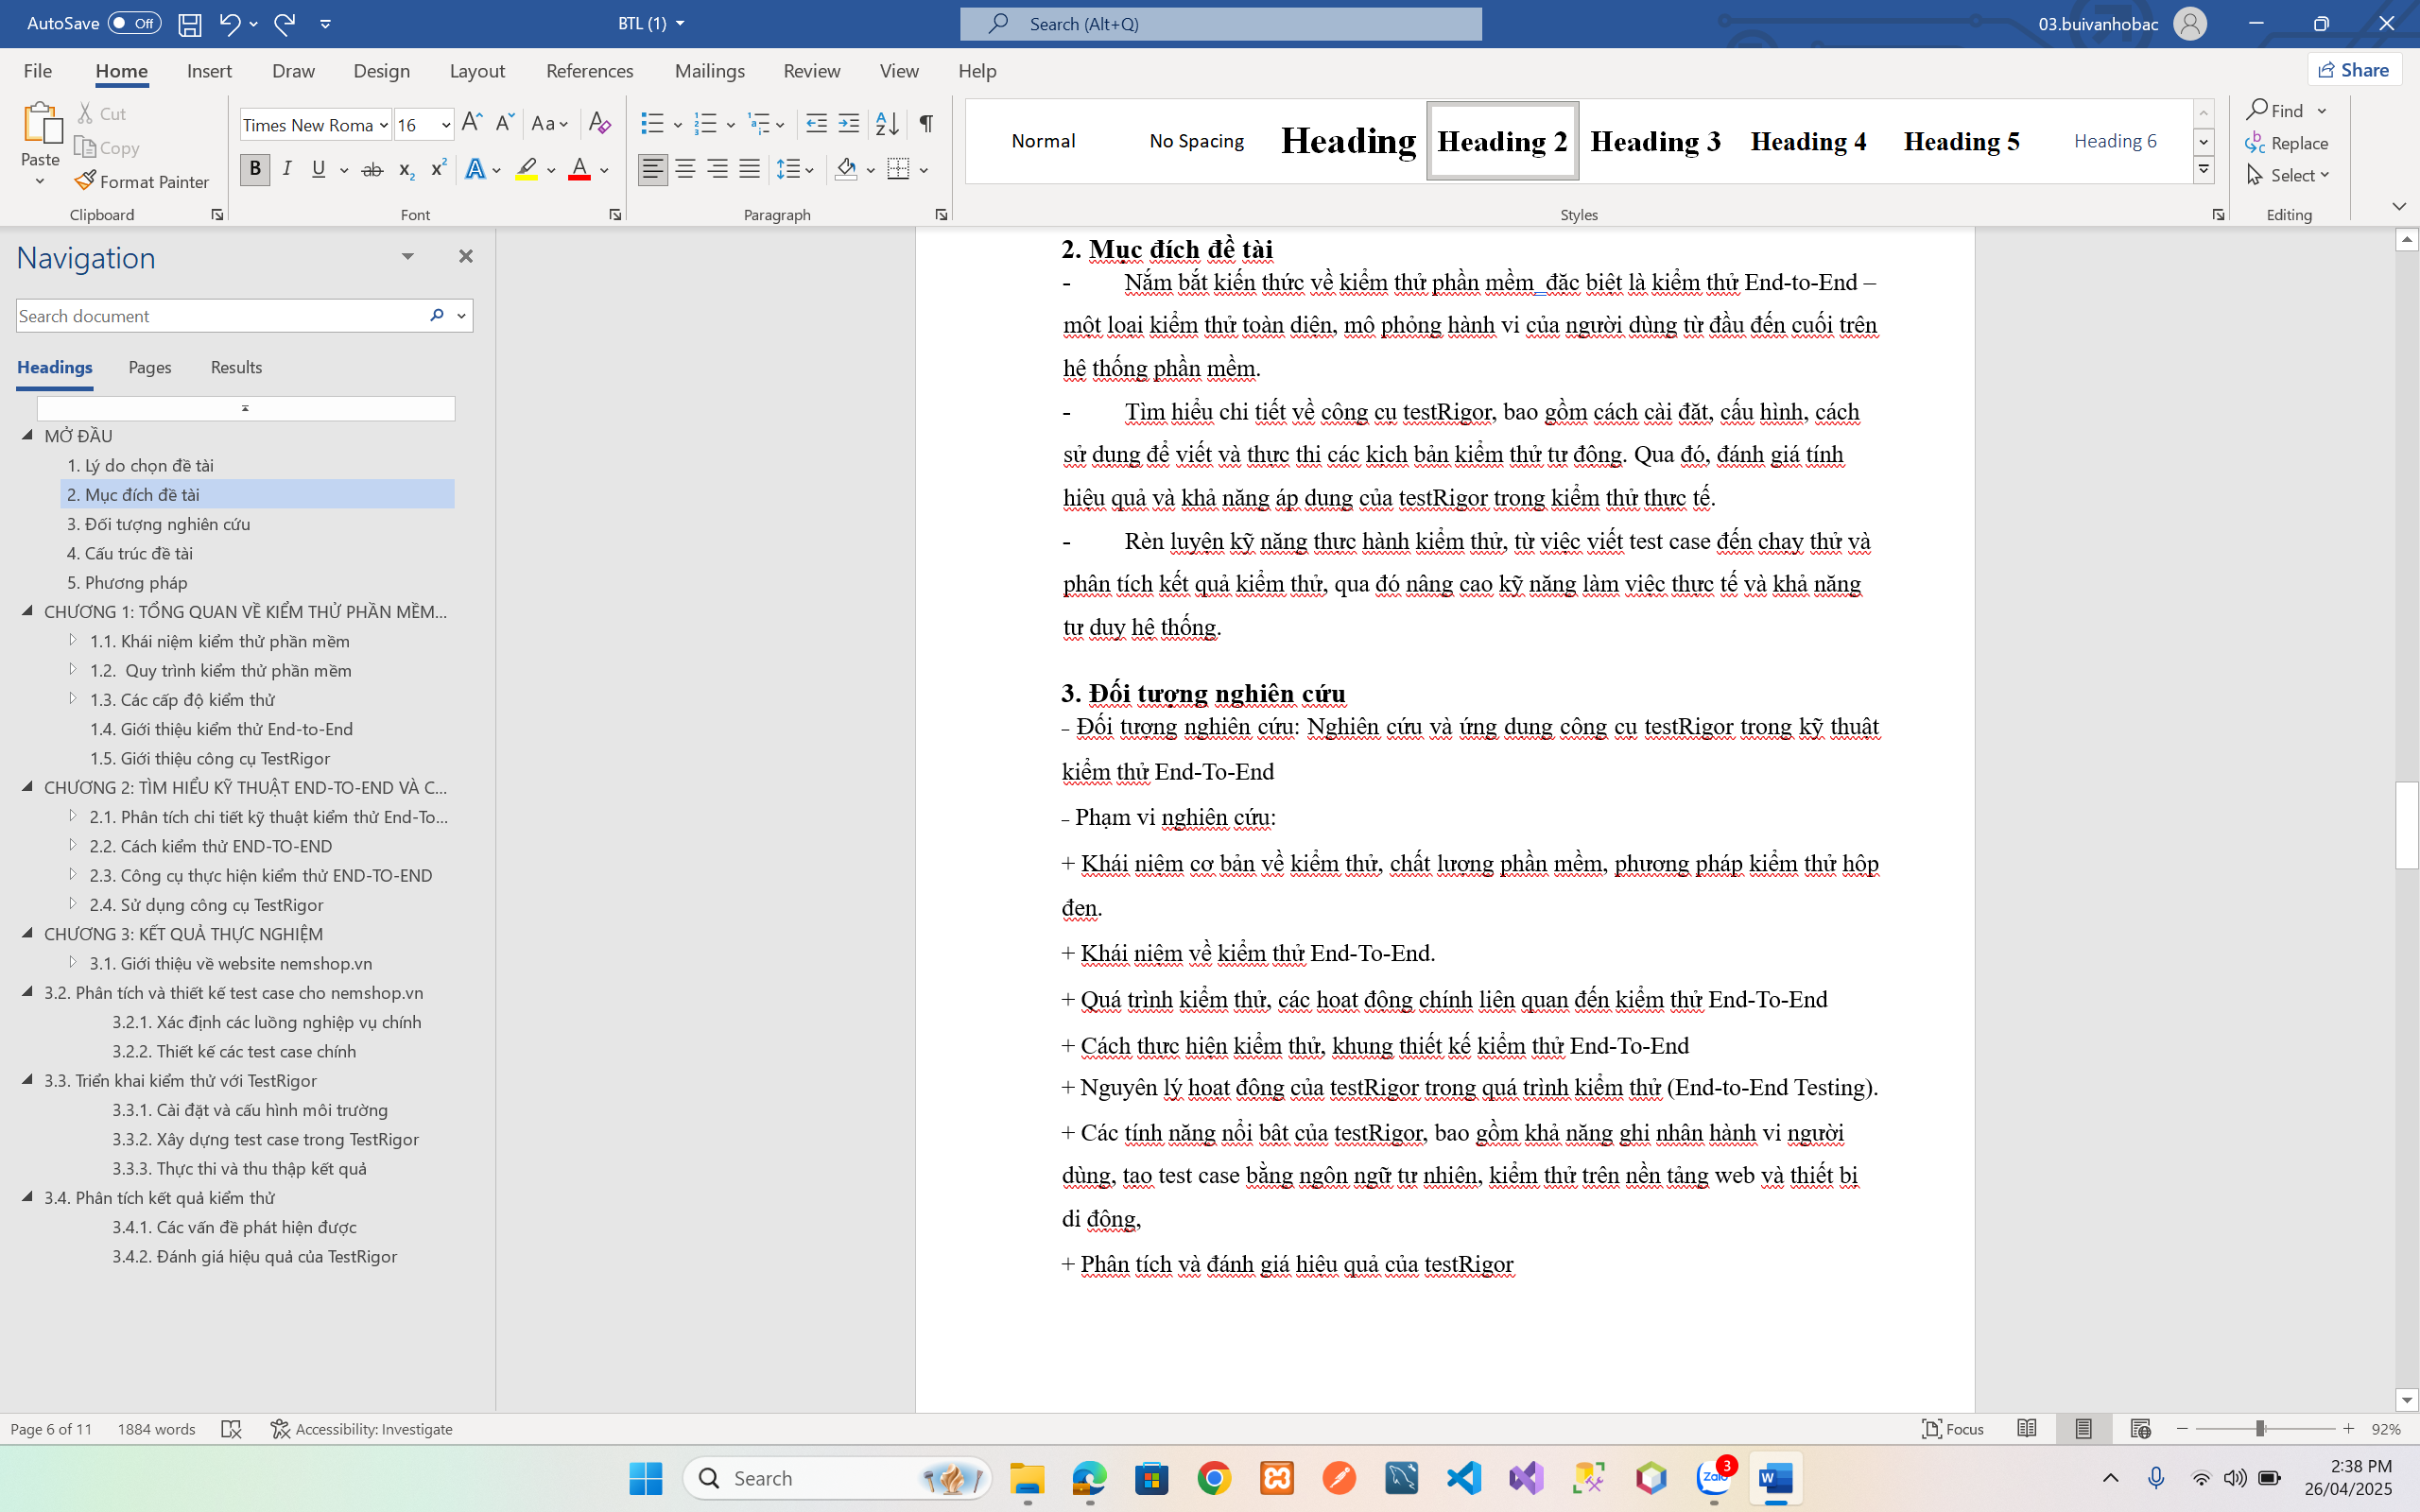 AutoSave Off BTL (1) Search (Alt+Q) 03.buivanhobac
File Home Insert Draw Design Layout References Mailings Review View Help Share
Paste Cut Copy Format Painter
Times New Roma 16 Aa
B I U ab x₂ x² A A
Normal No Spacing Heading Heading 2 Heading 3 Heading 4 Heading 5 Heading 6
Find
Replace
Select
Clipboard Font Paragraph Styles Editing
Navigation
Search document
Headings Pages Results
MỞ ĐẦU
1. Lý do chọn đề tài
2. Mục đích đề tài
3. Đối tượng nghiên cứu
4. Cấu trúc đề tài
5. Phương pháp
CHƯƠNG 1: TỔNG QUAN VỀ KIỂM THỬ PHẦN MỀM...
1.1. Khái niệm kiểm thử phần mềm
1.2. Quy trình kiểm thử phần mềm
1.3. Các cấp độ kiểm thử
1.4. Giới thiệu kiểm thử End-to-End
1.5. Giới thiệu công cụ TestRigor
CHƯƠNG 2: TÌM HIỂU KỸ THUẬT END-TO-END VÀ C...
2.1. Phân tích chi tiết kỹ thuật kiểm thử End-To...
2.2. Cách kiểm thử END-TO-END
2.3. Công cụ thực hiện kiểm thử END-TO-END
2.4. Sử dụng công cụ TestRigor
CHƯƠNG 3: KẾT QUẢ THỰC NGHIỆM
3.1. Giới thiệu về website nemshop.vn
3.2. Phân tích và thiết kế test case cho nemshop.vn
3.2.1. Xác định các luồng nghiệp vụ chính
3.2.2. Thiết kế các test case chính
3.3. Triển khai kiểm thử với TestRigor
3.3.1. Cài đặt và cấu hình môi trường
3.3.2. Xây dựng test case trong TestRigor
3.3.3. Thực thi và thu thập kết quả
3.4. Phân tích kết quả kiểm thử
3.4.1. Các vấn đề phát hiện được
3.4.2. Đánh giá hiệu quả của TestRigor
2. Mục đích đề tài
- Nắm bắt kiến thức về kiểm thử phần mềm đặc biệt là kiểm thử End-to-End –
một loại kiểm thử toàn diện, mô phỏng hành vi của người dùng từ đầu đến cuối trên
hệ thống phần mềm.
- Tìm hiểu chi tiết về công cụ testRigor, bao gồm cách cài đặt, cấu hình, cách
sử dụng để viết và thực thi các kịch bản kiểm thử tự động. Qua đó, đánh giá tính
hiệu quả và khả năng áp dụng của testRigor trong kiểm thử thực tế.
- Rèn luyện kỹ năng thực hành kiểm thử, từ việc viết test case đến chạy thử và
phân tích kết quả kiểm thử, qua đó nâng cao kỹ năng làm việc thực tế và khả năng
tư duy hệ thống.
3. Đối tượng nghiên cứu
– Đối tượng nghiên cứu: Nghiên cứu và ứng dụng công cụ testRigor trong kỹ thuật
kiểm thử End-To-End
– Phạm vi nghiên cứu:
+ Khái niệm cơ bản về kiểm thử, chất lượng phần mềm, phương pháp kiểm thử hộp
đen.
+ Khái niệm về kiểm thử End-To-End.
+ Quá trình kiểm thử, các hoạt động chính liên quan đến kiểm thử End-To-End
+ Cách thực hiện kiểm thử, khung thiết kế kiểm thử End-To-End
+ Nguyên lý hoạt động của testRigor trong quá trình kiểm thử (End-to-End Testing).
+ Các tính năng nổi bật của testRigor, bao gồm khả năng ghi nhận hành vi người
dùng, tạo test case bằng ngôn ngữ tự nhiên, kiểm thử trên nền tảng web và thiết bị
di động,
+ Phân tích và đánh giá hiệu quả của testRigor
Page 6 of 11 1884 words Accessibility: Investigate Focus 92%
Search Zalo 3 W
2:38 PM
26/04/2025